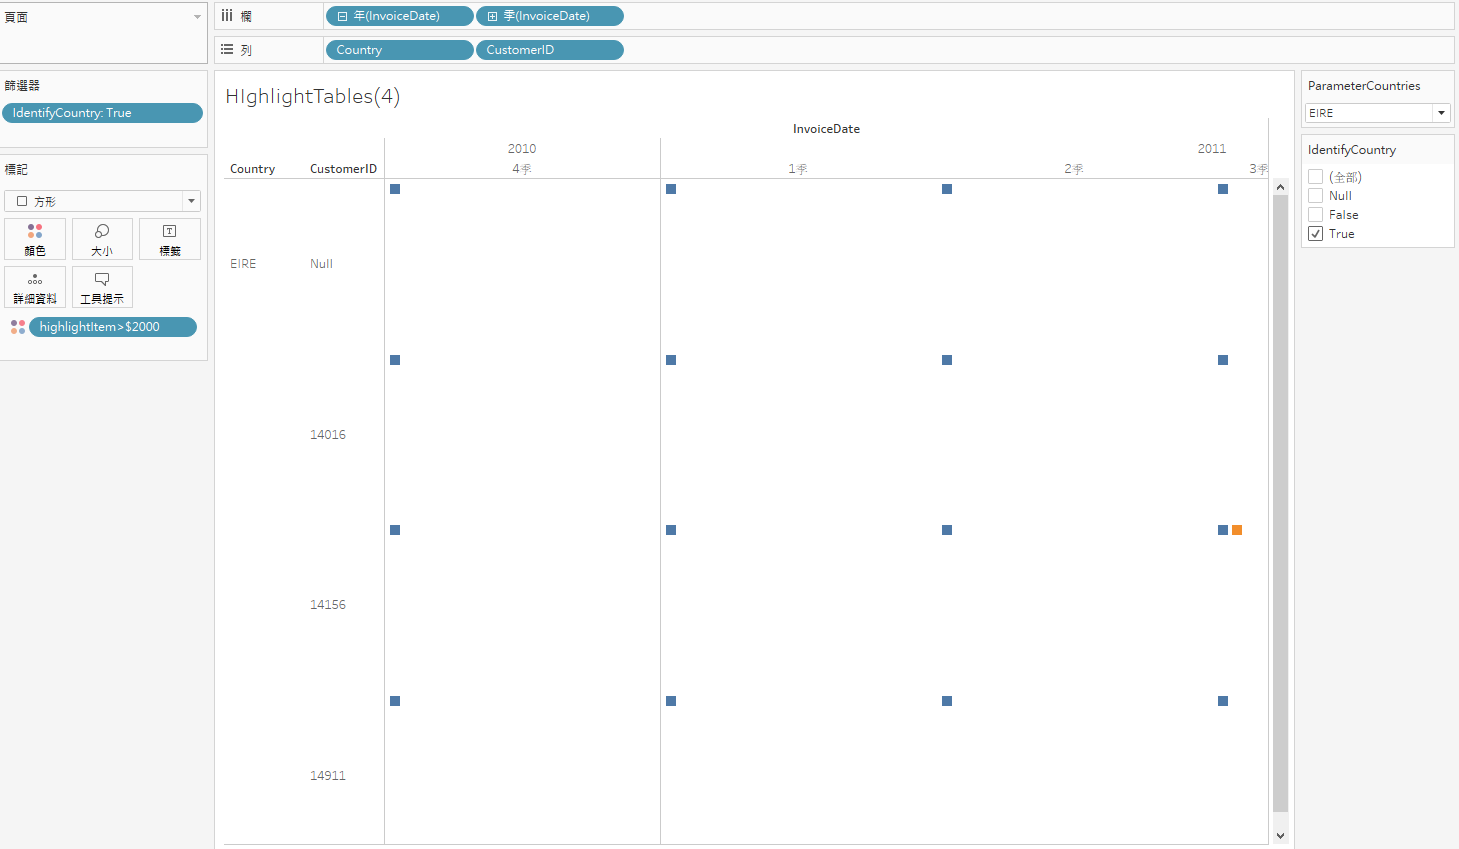 頁面
欄
年(InvoiceDate)
季(InvoiceDate)
列
Country
CustomerID
篩選器
IdentifyCountry: True
標記
方形
顏色
大小
標籤
詳細資料
工具提示
highlightItem>$2000
HIghlightTables(4)
InvoiceDate
2010
2011
Country
CustomerID
4季
1季
2季
3季
EIRE
Null
14016
14156
14911
ParameterCountries
EIRE
IdentifyCountry
(全部)
Null
False
True